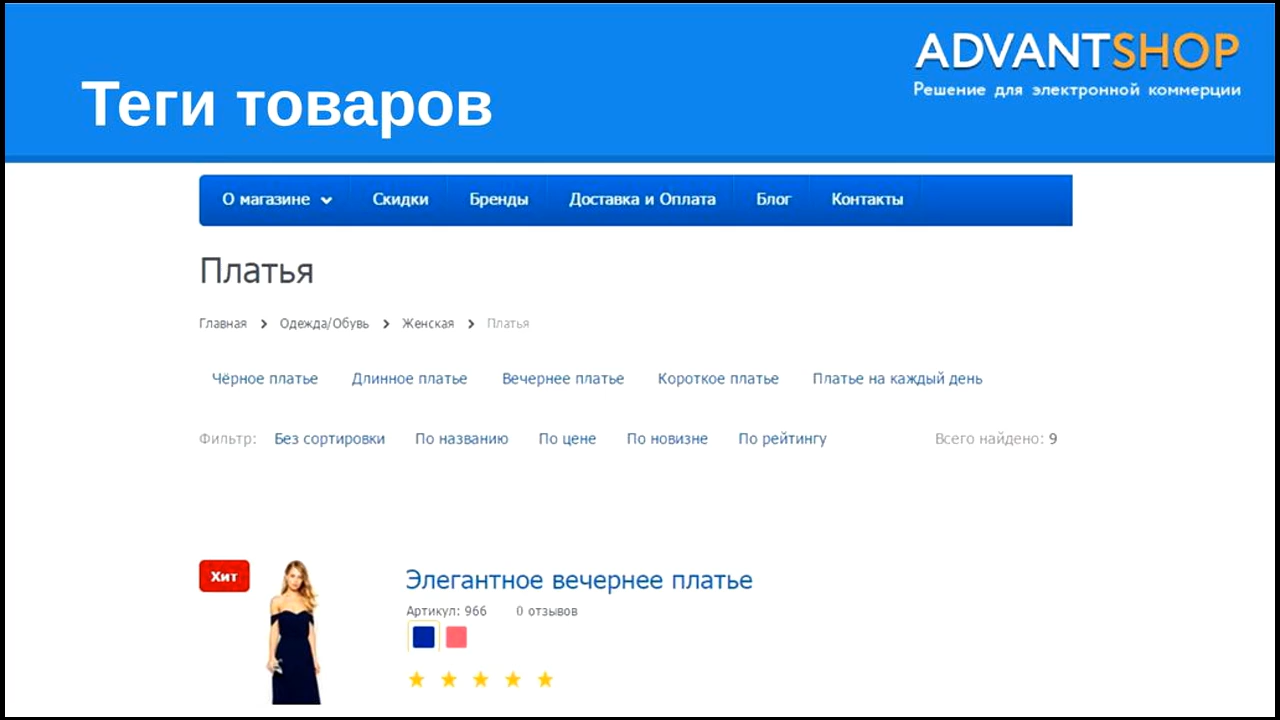 ADVANTSHOP
Решение для электронной коммерции
Теги товаров
О магазине Скидки Бренды Доставка и Оплата Блог Контакты
Платья
Главная Одежда/Обувь Женская Платья
Чёрное платье Длинное платье Вечернее платье Короткое платье Платье на каждый день
Фильтр: Без сортировки По названию По цене По новизне По рейтингу Всего найдено: 9
Хит
Элегантное вечернее платье
Артикул: 966 0 отзывов